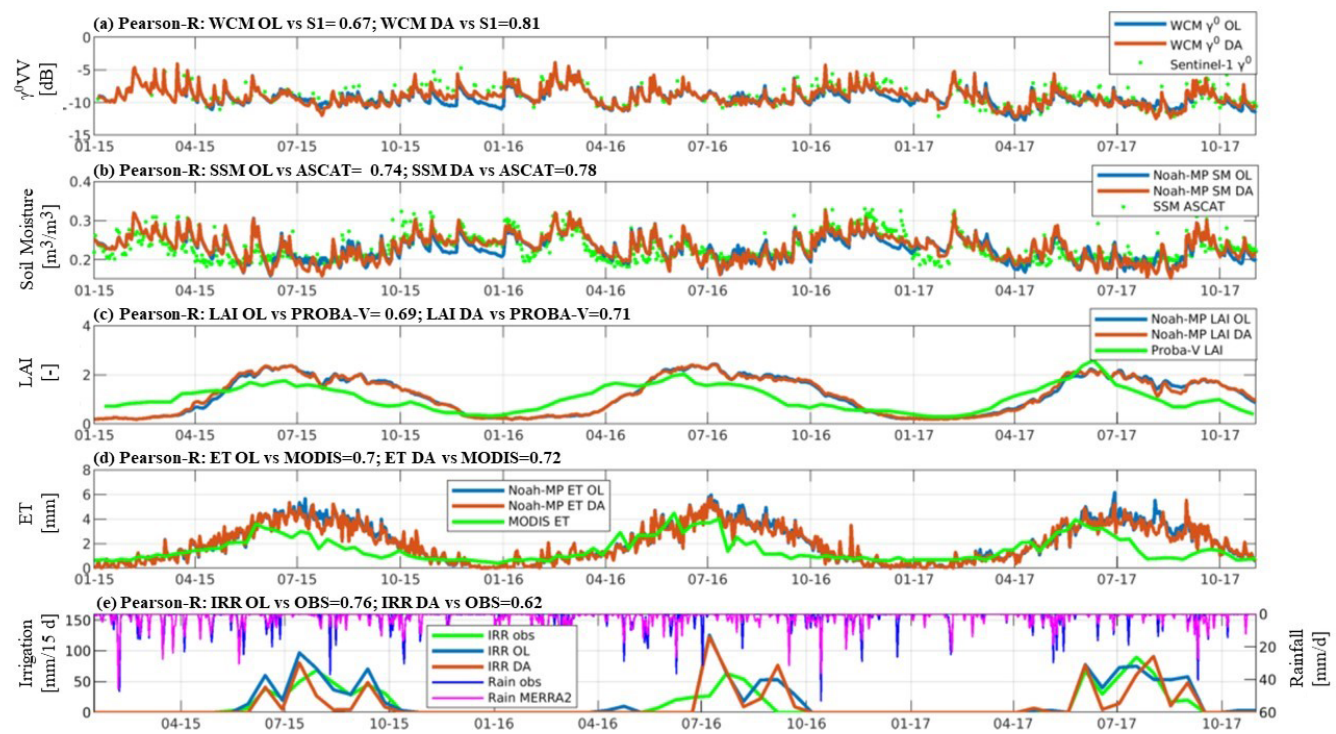 (a) Pearson-R: WCM OL vs S1= 0.67; WCM DA vs S1=0.81
WCM γ⁰ OL
WCM γ⁰ DA
Sentinel-1 γ⁰
γ⁰VV
[dB]
0
-5
-10
-15
01-15 04-15 07-15 10-15 01-16 04-16 07-16 10-16 01-17 04-17 07-17 10-17
(b) Pearson-R: SSM OL vs ASCAT= 0.74; SSM DA vs ASCAT=0.78
Noah-MP SM OL
Noah-MP SM DA
SSM ASCAT
Soil Moisture
[m3/m3]
0.4
0.3
0.2
01-15 04-15 07-15 10-15 01-16 04-16 07-16 10-16 01-17 04-17 07-17 10-17
(c) Pearson-R: LAI OL vs PROBA-V= 0.69; LAI DA vs PROBA-V=0.71
Noah-MP LAI OL
Noah-MP LAI DA
Proba-V LAI
LAI
[-]
4
2
0
01-15 04-15 07-15 10-15 01-16 04-16 07-16 10-16 01-17 04-17 07-17 10-17
(d) Pearson-R: ET OL vs MODIS=0.7; ET DA vs MODIS=0.72
Noah-MP ET OL
Noah-MP ET DA
MODIS ET
ET
[mm]
8
6
4
2
0
01-15 04-15 07-15 10-15 01-16 04-16 07-16 10-16 01-17 04-17 07-17 10-17
(e) Pearson-R: IRR OL vs OBS=0.76; IRR DA vs OBS=0.62
IRR obs
IRR OL
IRR DA
Rain obs
Rain MERRA2
Irrigation
[mm/15 d]
150
100
50
0
0
20
40
60
Rainfall
[mm/d]
04-15 07-15 10-15 01-16 04-16 07-16 10-16 01-17 04-17 07-17 10-17